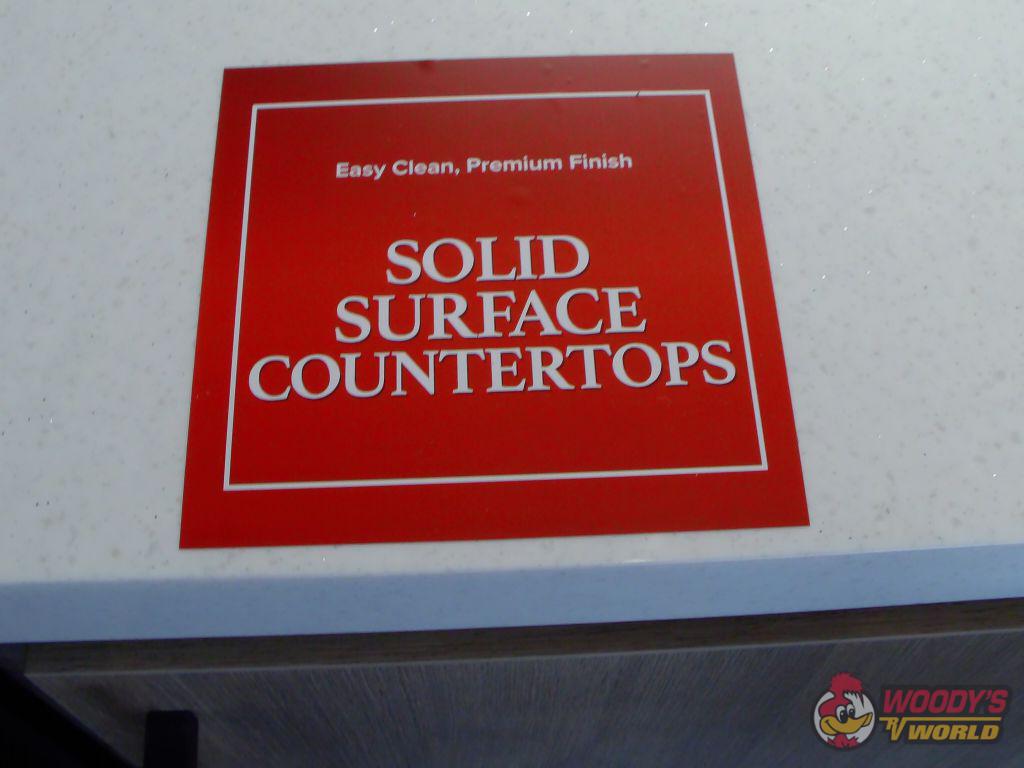 Easy Clean, Premium Finish
SOLID
SURFACE
COUNTERTOPS
WOODY'S
RV WORLD